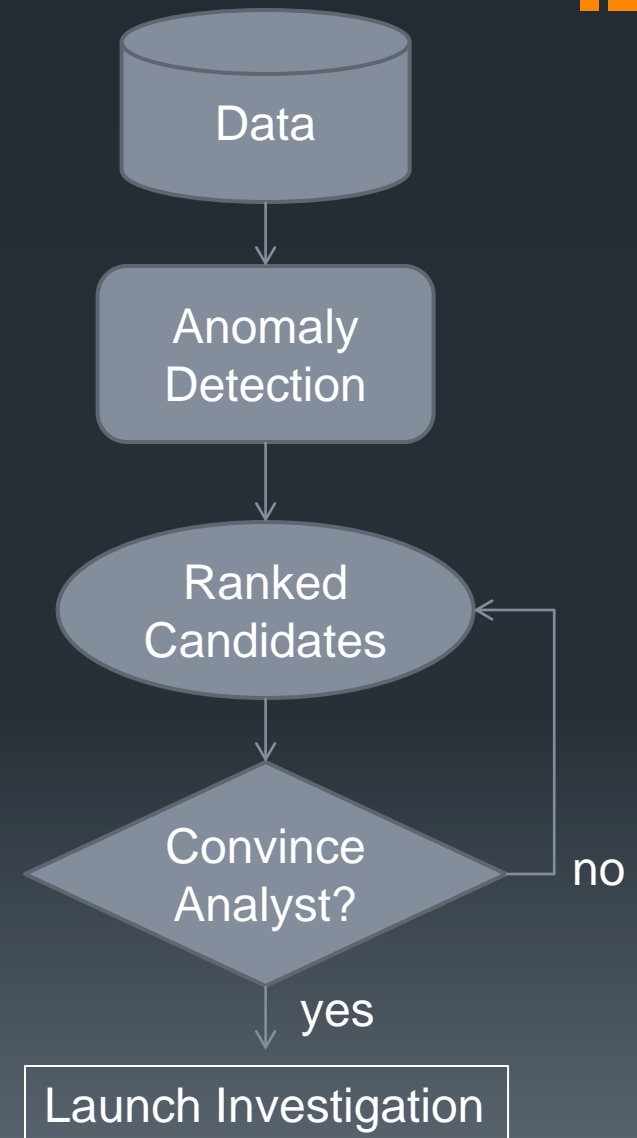 Data
Anomaly
Detection
Ranked
Candidates
Convince
Analyst?
no
yes
Launch Investigation